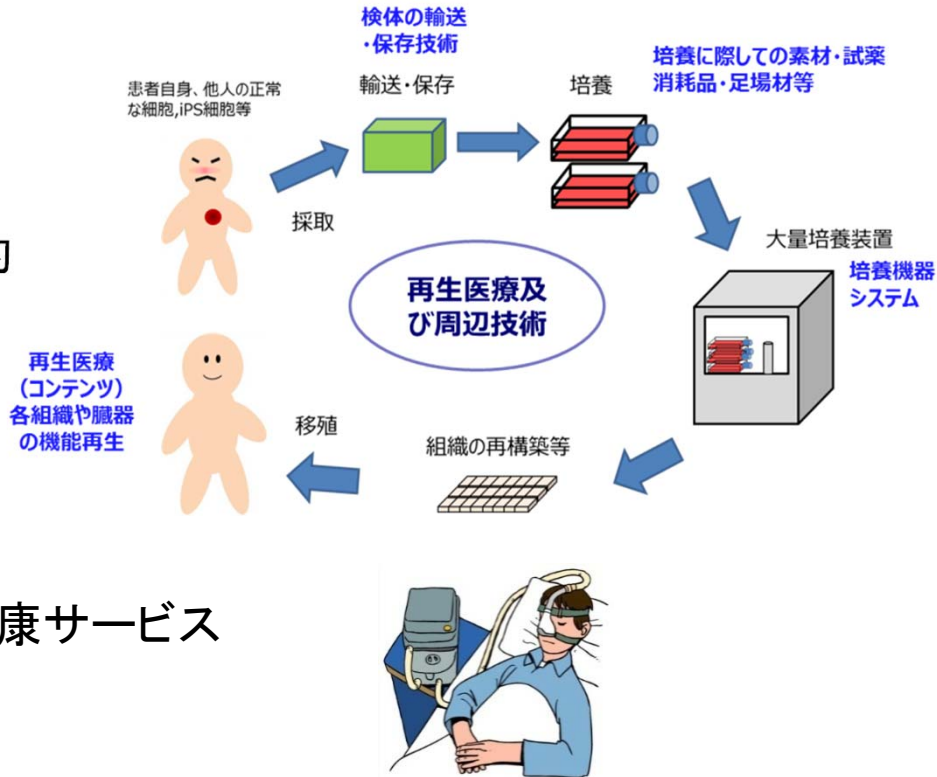 検体の輸送
・保存技術
輸送・保存
患者自身、他人の正常
な細胞,iPS細胞等
採取
培養
培養に際しての素材・試薬
消耗品・足場材等
大量培養装置
培養機器
システム
再生医療及
び周辺技術
再生医療
（コンテンツ）
各組織や臓器
の機能再生
移植
組織の再構築等
康サービス